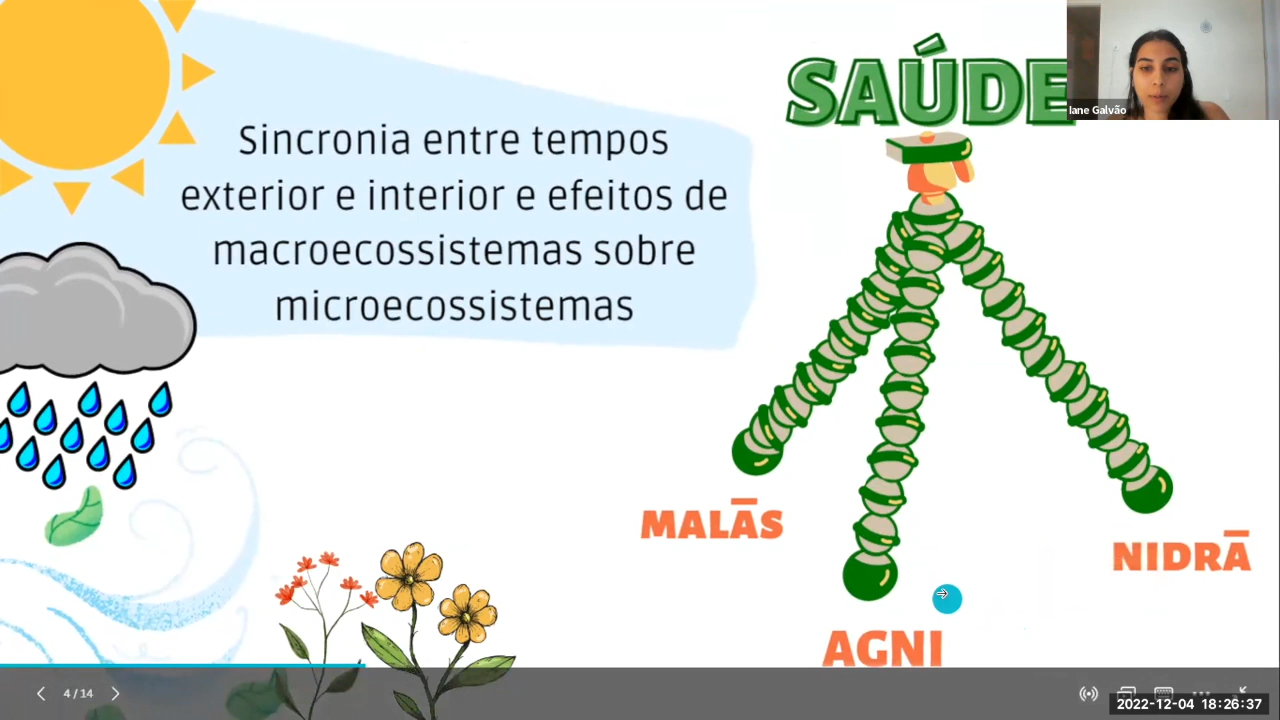 SAÚDE
Iane Galvão
Sincronia entre tempos
exterior e interior e efeitos de
macroecossistemas sobre
microecossistemas
MALĀS
NIDRĀ
AGNI
4 / 14
2022-12-04 18:26:37